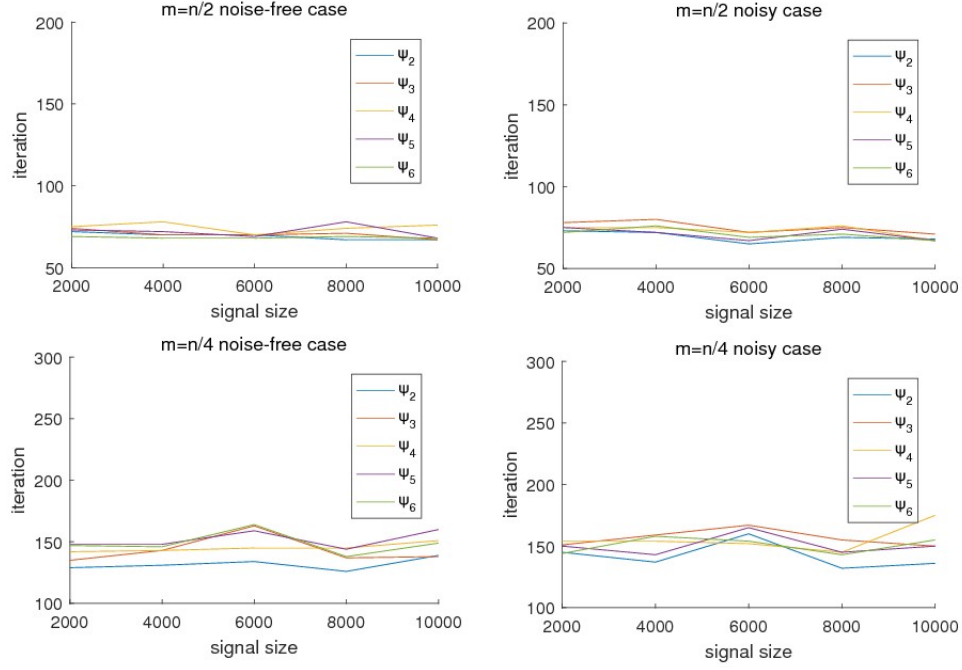 m=n/2 noise-free case
200
150
100
50
iteration
2000 4000 6000 8000 10000
signal size
ψ2
ψ3
ψ4
ψ5
ψ6
m=n/2 noisy case
200
150
100
50
iteration
2000 4000 6000 8000 10000
signal size
ψ2
ψ3
ψ4
ψ5
ψ6
m=n/4 noise-free case
300
250
200
150
100
iteration
2000 4000 6000 8000 10000
signal size
ψ2
ψ3
ψ4
ψ5
ψ6
m=n/4 noisy case
300
250
200
150
100
iteration
2000 4000 6000 8000 10000
signal size
ψ2
ψ3
ψ4
ψ5
ψ6